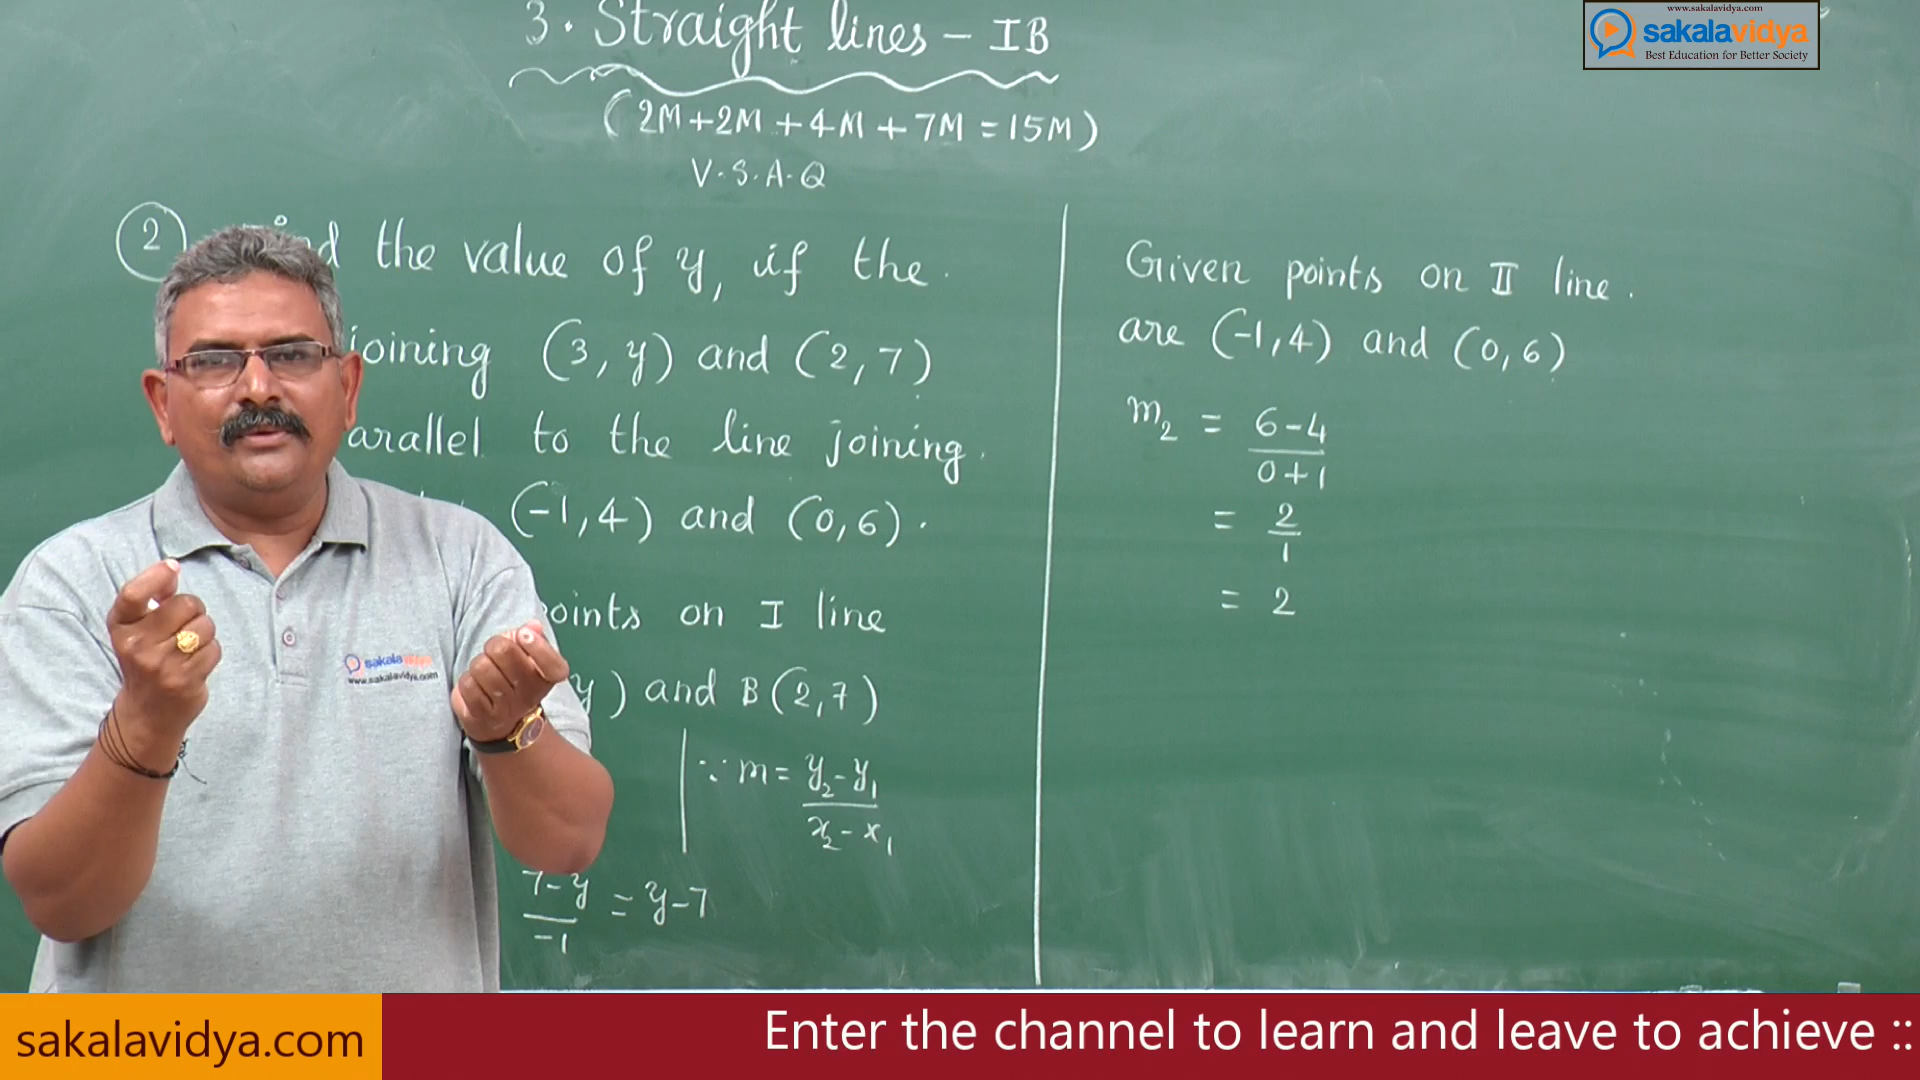 3. Straight lines - IB
(2M+2M+4M+7M=15M)
V.S.A.Q
www.sakalavidya.com
sakalavidya
Best Education for Better Society
2 the value of y, if the
joining (3, y) and (2, 7)
to the line joining
(-1, 4) and (0, 6).
on I line
y) and B(2, 7)
∵ m = y₂ - y₁
x₂ - x₁
7-y = y-7
-1
Given points on II line.
are (-1, 4) and (0, 6)
m₂ = 6-4
0+1
= 2
1
= 2
sakalavidya
www.sakalavidya.com
sakalavidya.com
Enter the channel to learn and leave to achieve ::